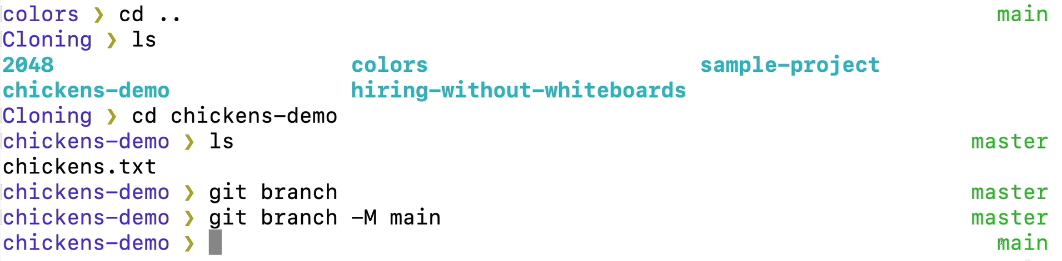 colors ❯ cd .. main
Cloning ❯ ls
2048 colors sample-project
chickens-demo hiring-without-whiteboards
Cloning ❯ cd chickens-demo
chickens-demo ❯ ls master
chickens.txt
chickens-demo ❯ git branch master
chickens-demo ❯ git branch -M main master
chickens-demo ❯ main